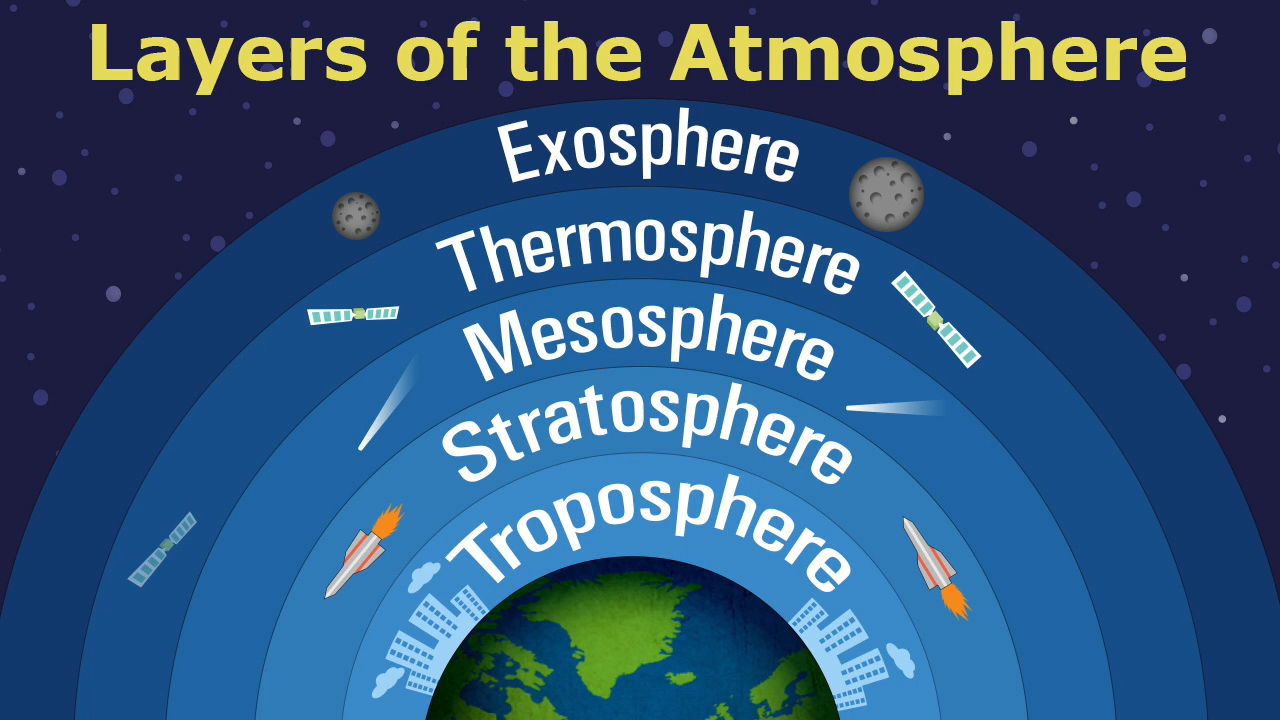 Layers of the Atmosphere
Exosphere
Thermosphere
Mesosphere
Stratosphere
Troposphere